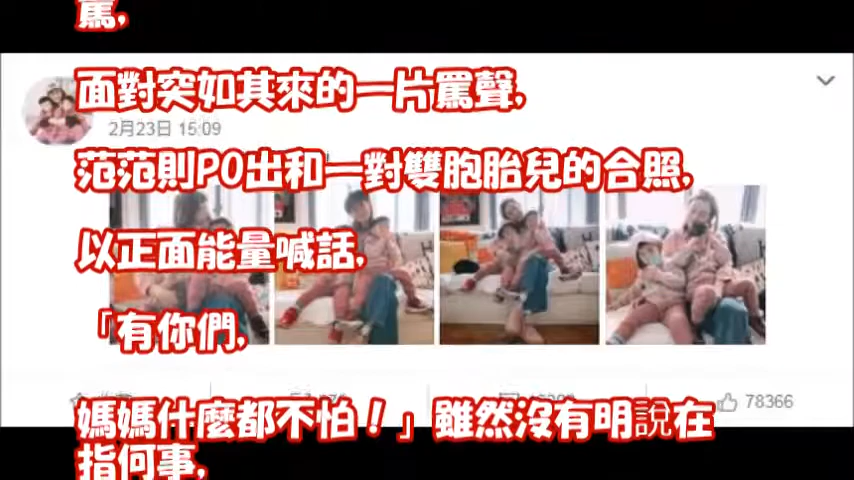 罵,
面對突如其來的一片罵聲,
2月23日 15:09
范范則PO出和一對雙胞胎兒的合照,
以正面能量喊話,
「有你們,
78366
媽媽什麼都不怕！」雖然沒有明說在
指何事,